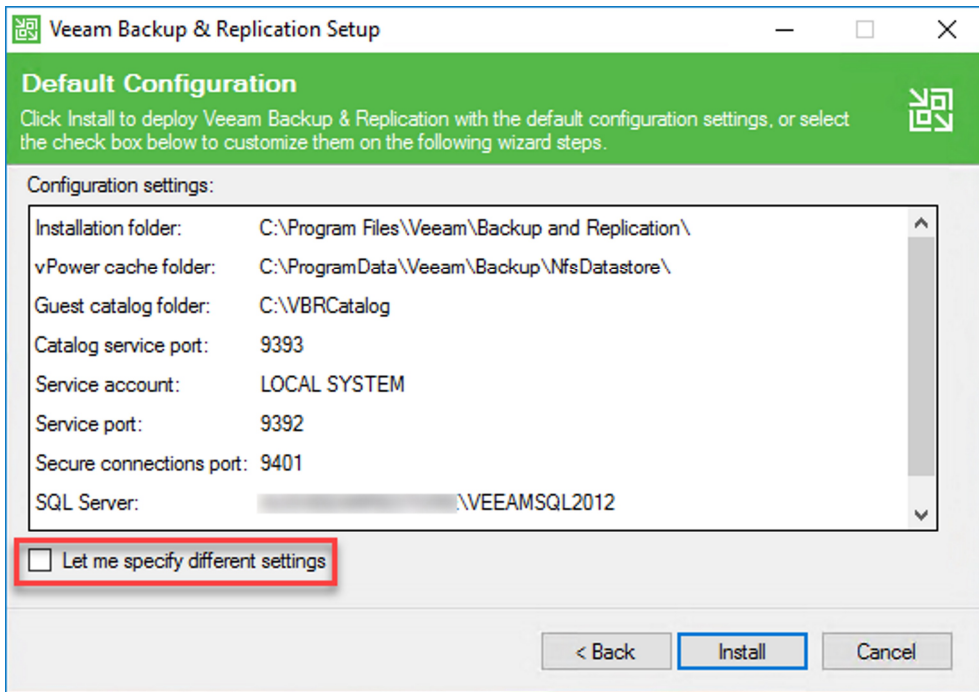 Veeam Backup & Replication Setup
Default Configuration
Click Install to deploy Veeam Backup & Replication with the default configuration settings, or select
the check box below to customize them on the following wizard steps.
Configuration settings:
Installation folder: C:\Program Files\Veeam\Backup and Replication\
vPower cache folder: C:\ProgramData\Veeam\Backup\NfsDatastore\
Guest catalog folder: C:\VBRCatalog
Catalog service port: 9393
Service account: LOCAL SYSTEM
Service port: 9392
Secure connections port: 9401
SQL Server: \VEEAMSQL2012
Let me specify different settings
< Back Install Cancel